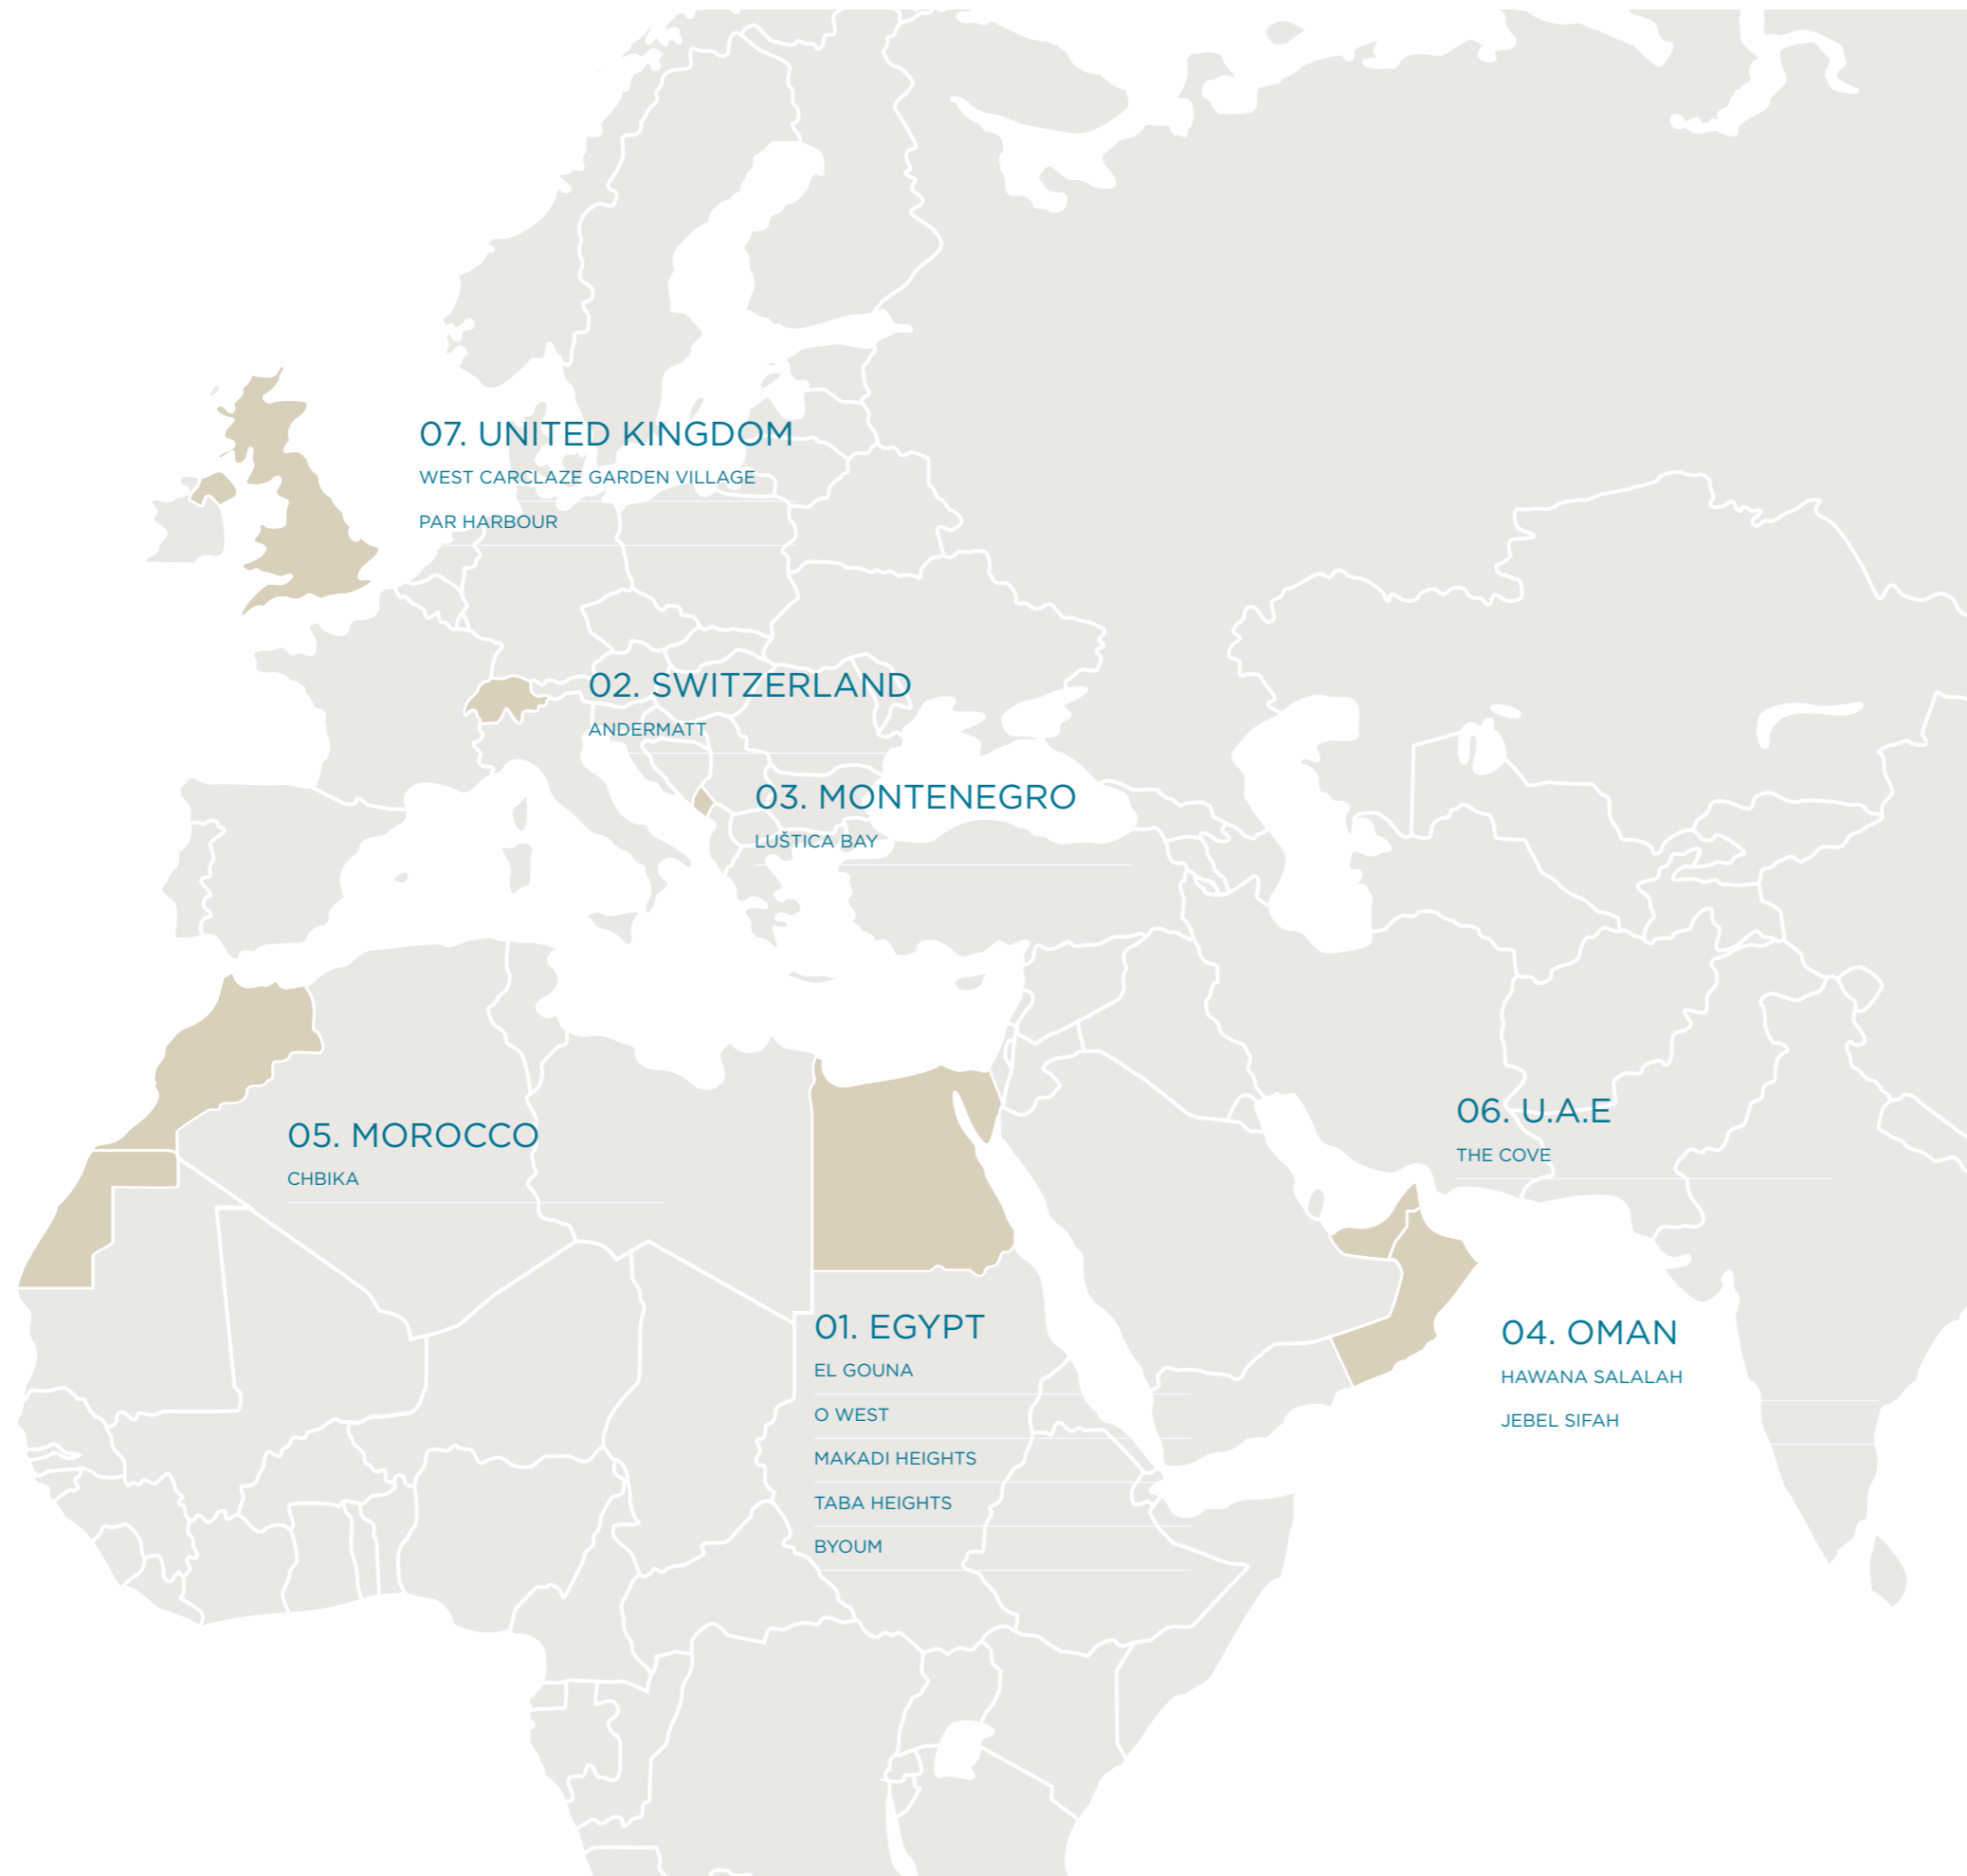 07. UNITED KINGDOM
WEST CARCLAZE GARDEN VILLAGE
PAR HARBOUR
02. SWITZERLAND
ANDERMATT
03. MONTENEGRO
LUŠTICA BAY
05. MOROCCO
CHBIKA
06. U.A.E
THE COVE
01. EGYPT
EL GOUNA
O WEST
MAKADI HEIGHTS
TABA HEIGHTS
BYOUM
04. OMAN
HAWANA SALALAH
JEBEL SIFAH